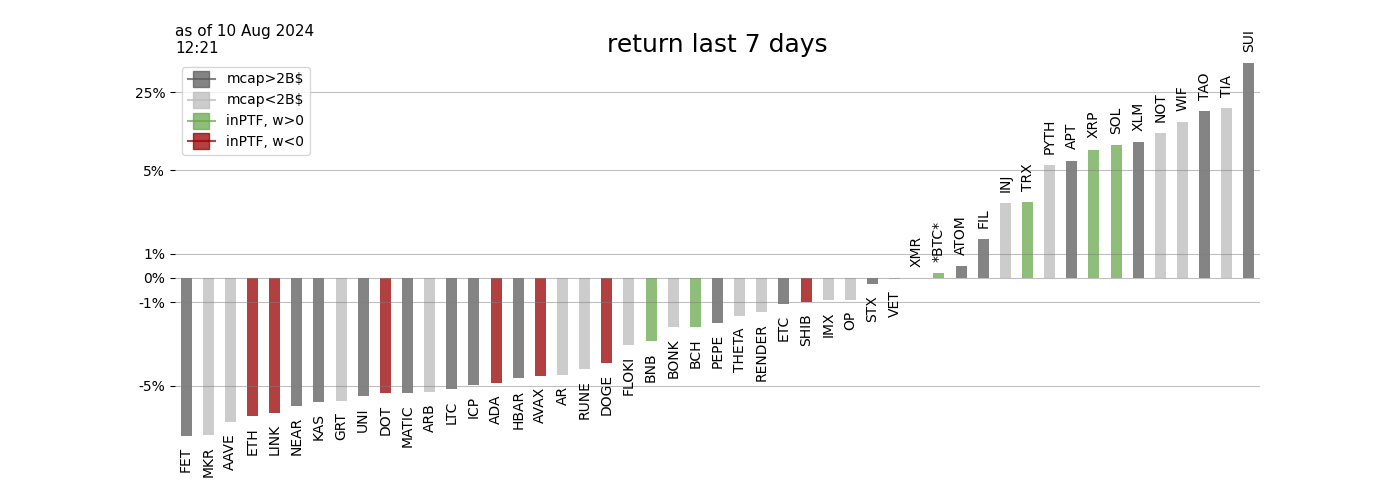 as of 10 Aug 2024
12:21
return last 7 days
mcap>2B$
mcap<2B$
inPTF, w>0
inPTF, w<0
25%
5%
1%
0%
-1%
-5%
FET
MKR
AAVE
ETH
LINK
NEAR
KAS
GRT
UNI
DOT
MATIC
ARB
LTC
ICP
ADA
HBAR
AVAX
AR
RUNE
DOGE
FLOKI
BNB
BONK
BCH
PEPE
THETA
RENDER
ETC
SHIB
IMX
OP
STX
VET
XMR
*BTC*
ATOM
FIL
INJ
TRX
PYTH
APT
XRP
SOL
XLM
NOT
WIF
TAO
TIA
SUI